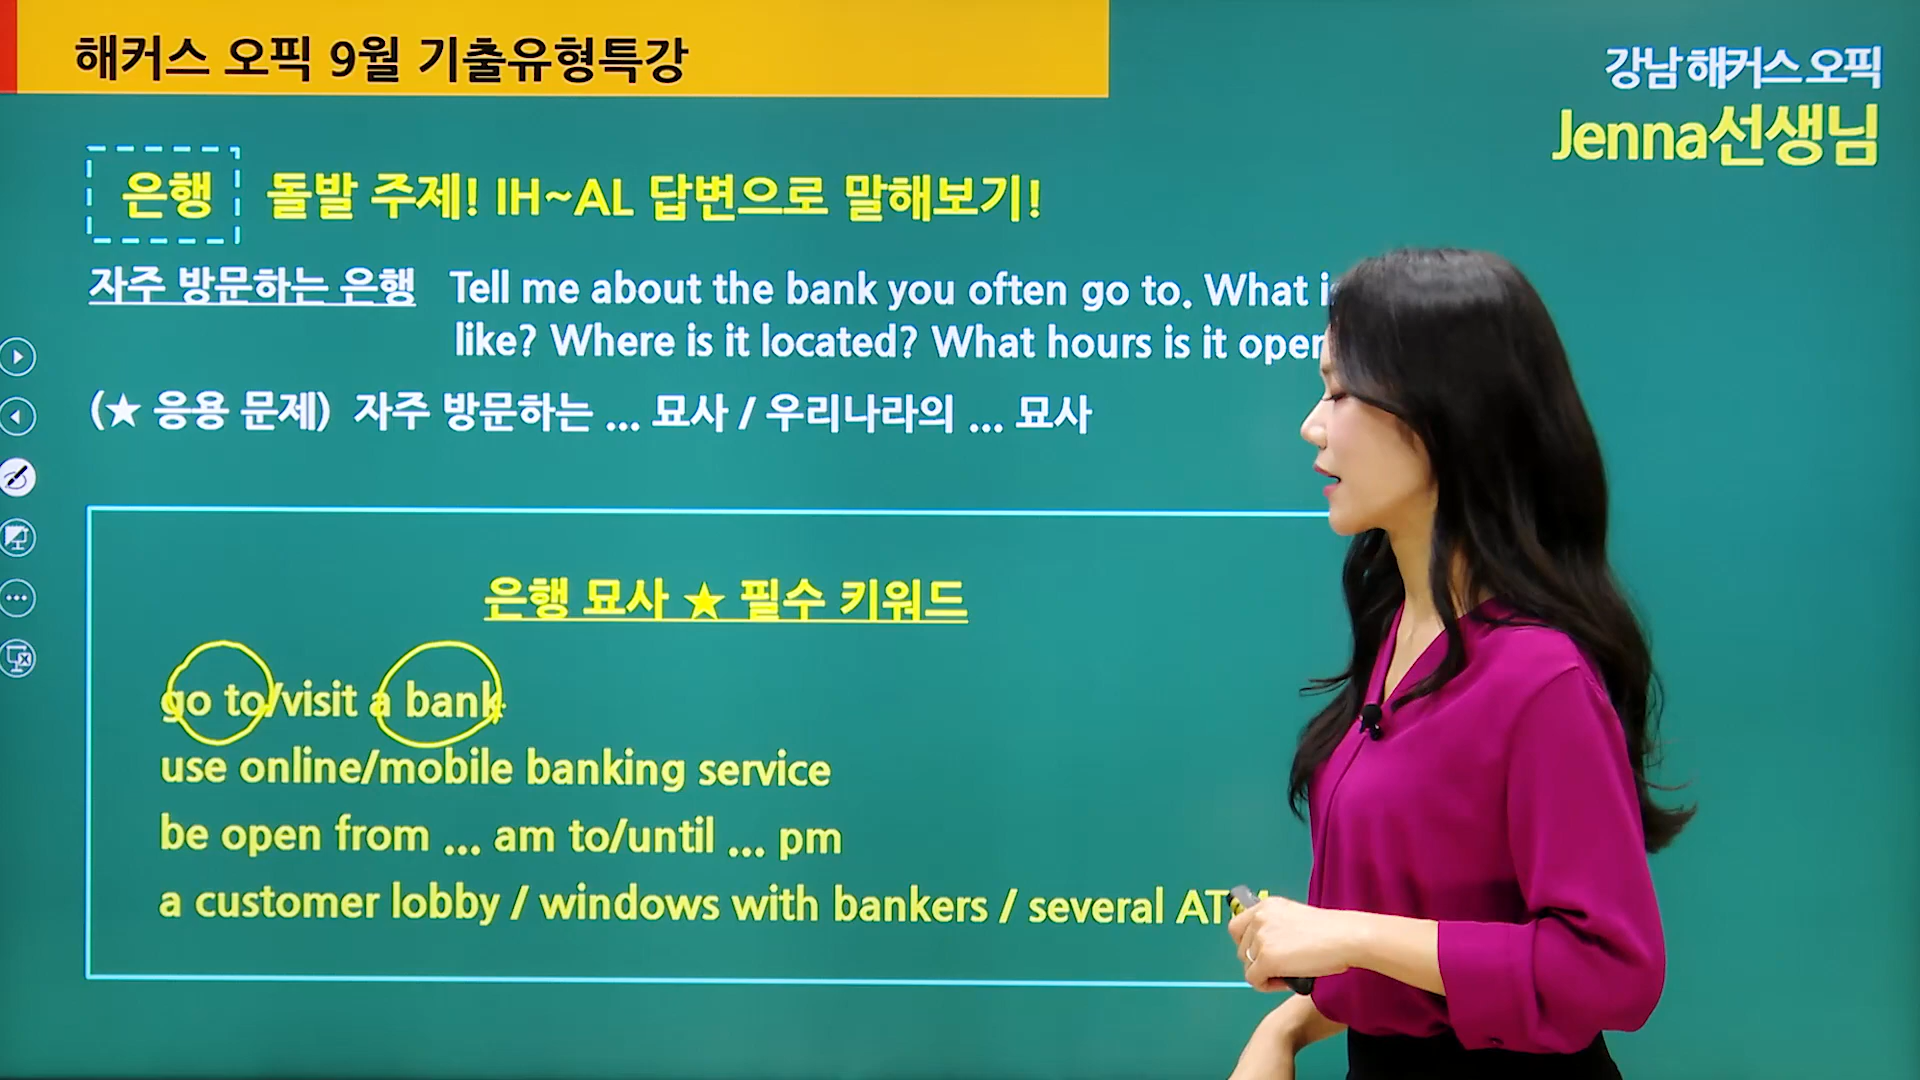 해커스 오픽 9월 기출유형특강
강남 해커스 오픽
Jenna선생님
은행 돌발 주제! IH~AL 답변으로 말해보기!
자주 방문하는 은행 Tell me about the bank you often go to. What
like? Where is it located? What hours is it open
(★ 응용 문제) 자주 방문하는 ... 묘사 / 우리나라의 ... 묘사
은행 묘사 ★ 필수 키워드
go to/visit a bank
use online/mobile banking service
be open from ... am to/until ... pm
a customer lobby / windows with bankers / several